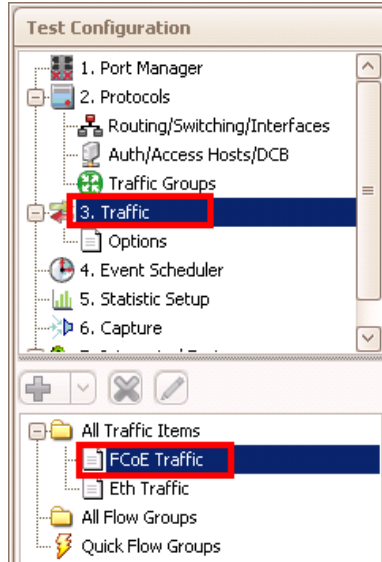 Test Configuration
1. Port Manager
2. Protocols
Routing/Switching/Interfaces
Auth/Access Hosts/DCB
Traffic Groups
3. Traffic
Options
4. Event Scheduler
5. Statistic Setup
6. Capture
All Traffic Items
FCoE Traffic
Eth Traffic
All Flow Groups
Quick Flow Groups